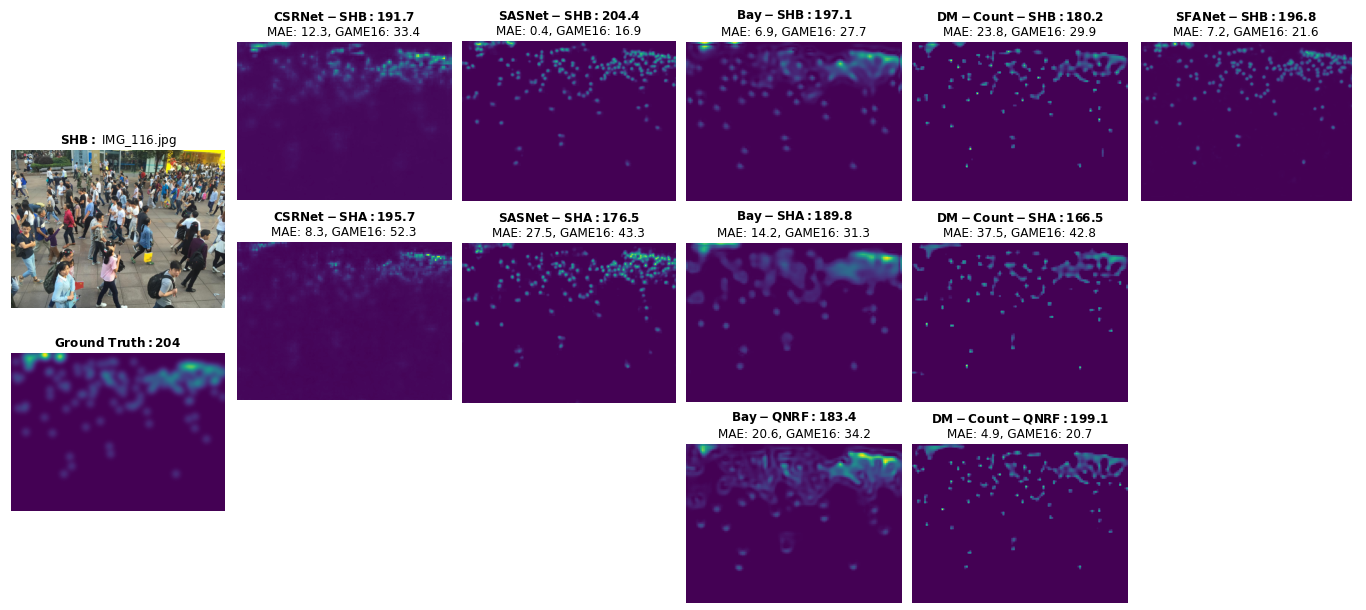 CSRNet−SHB: 191.7
MAE: 12.3, GAME16: 33.4
SASNet−SHB: 204.4
MAE: 0.4, GAME16: 16.9
Bay−SHB: 197.1
MAE: 6.9, GAME16: 27.7
DM−Count−SHB: 180.2
MAE: 23.8, GAME16: 29.9
SFANet−SHB: 196.8
MAE: 7.2, GAME16: 21.6
SHB: IMG_116.jpg
CSRNet−SHA: 195.7
MAE: 8.3, GAME16: 52.3
SASNet−SHA: 176.5
MAE: 27.5, GAME16: 43.3
Bay−SHA: 189.8
MAE: 14.2, GAME16: 31.3
DM−Count−SHA: 166.5
MAE: 37.5, GAME16: 42.8
Ground Truth: 204
Bay−QNRF: 183.4
MAE: 20.6, GAME16: 34.2
DM−Count−QNRF: 199.1
MAE: 4.9, GAME16: 20.7